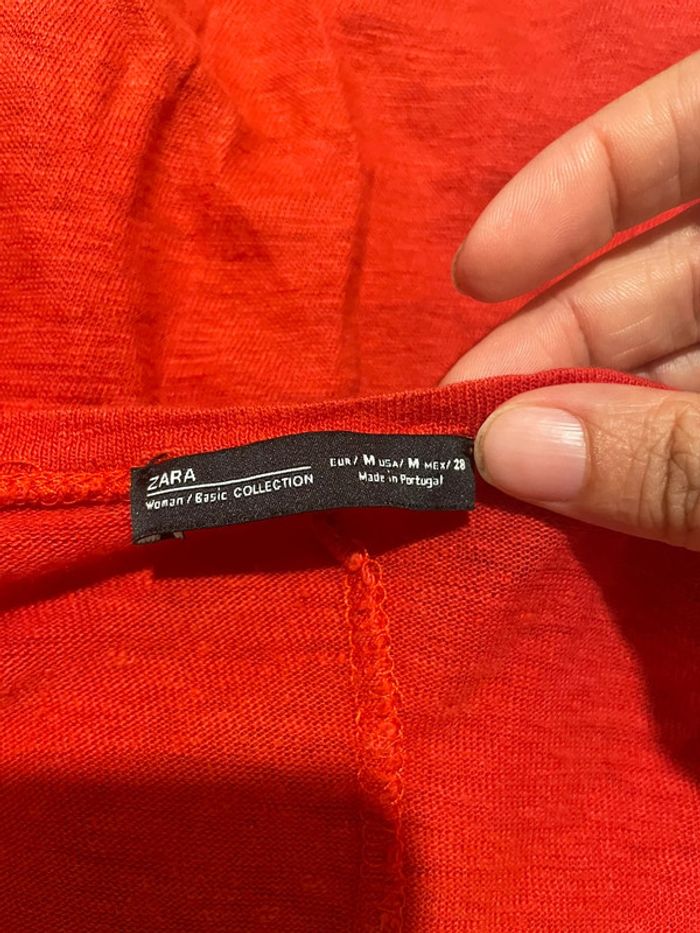 ZARA
Woman / Basic COLLECTION
EUR/ M USA/ M MEX/ 28
Made in Portugal